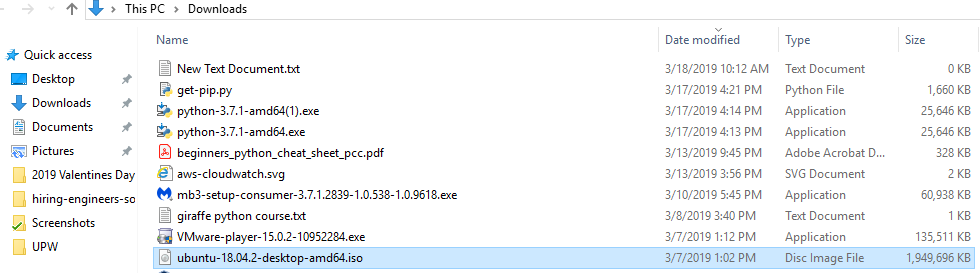 This PC > Downloads
Name Date modified Type Size
Quick access
Desktop
Downloads
Documents
Pictures
2019 Valentines Day
hiring-engineers-so
Screenshots
UPW
New Text Document.txt 3/18/2019 10:12 AM Text Document 0 KB
get-pip.py 3/17/2019 4:21 PM Python File 1,660 KB
python-3.7.1-amd64(1).exe 3/17/2019 4:14 PM Application 25,646 KB
python-3.7.1-amd64.exe 3/17/2019 4:13 PM Application 25,646 KB
beginners_python_cheat_sheet_pcc.pdf 3/13/2019 9:45 PM Adobe Acrobat D... 328 KB
aws-cloudwatch.svg 3/13/2019 3:56 PM SVG Document 2 KB
mb3-setup-consumer-3.7.1.2839-1.0.538-1.0.9618.exe 3/10/2019 5:45 PM Application 60,938 KB
giraffe python course.txt 3/8/2019 3:40 PM Text Document 1 KB
VMware-player-15.0.2-10952284.exe 3/7/2019 1:12 PM Application 135,511 KB
ubuntu-18.04.2-desktop-amd64.iso 3/7/2019 1:02 PM Disc Image File 1,949,696 KB